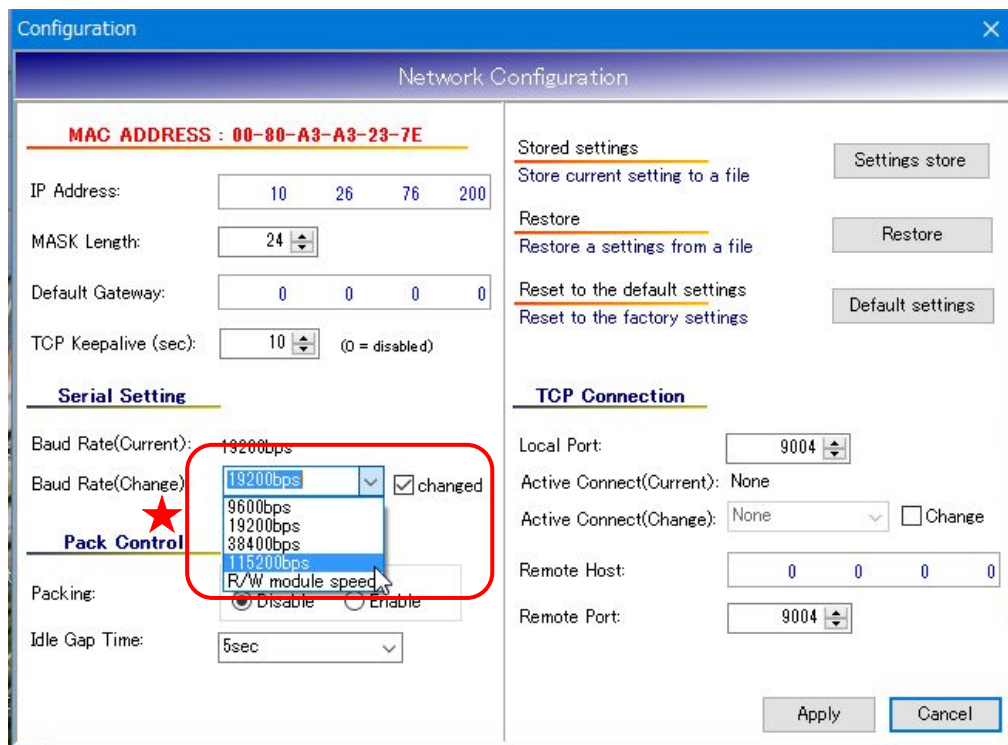 Configuration
Network Configuration
MAC ADDRESS : 00-80-A3-A3-23-7E
IP Address: 10 26 76 200
MASK Length: 24
Default Gateway: 0 0 0 0
TCP Keepalive (sec): 10 (0 = disabled)
Serial Setting
Baud Rate(Current): 19200bps
Baud Rate(Change) 19200bps changed
9600bps
19200bps
38400bps
115200bps
R/W module speed
Pack Control
Packing: Disable Enable
Idle Gap Time: 5sec
Stored settings
Store current setting to a file
Settings store
Restore
Restore a settings from a file
Restore
Reset to the default settings
Reset to the factory settings
Default settings
TCP Connection
Local Port: 9004
Active Connect(Current): None
Active Connect(Change): None Change
Remote Host: 0 0 0 0
Remote Port: 9004
Apply Cancel